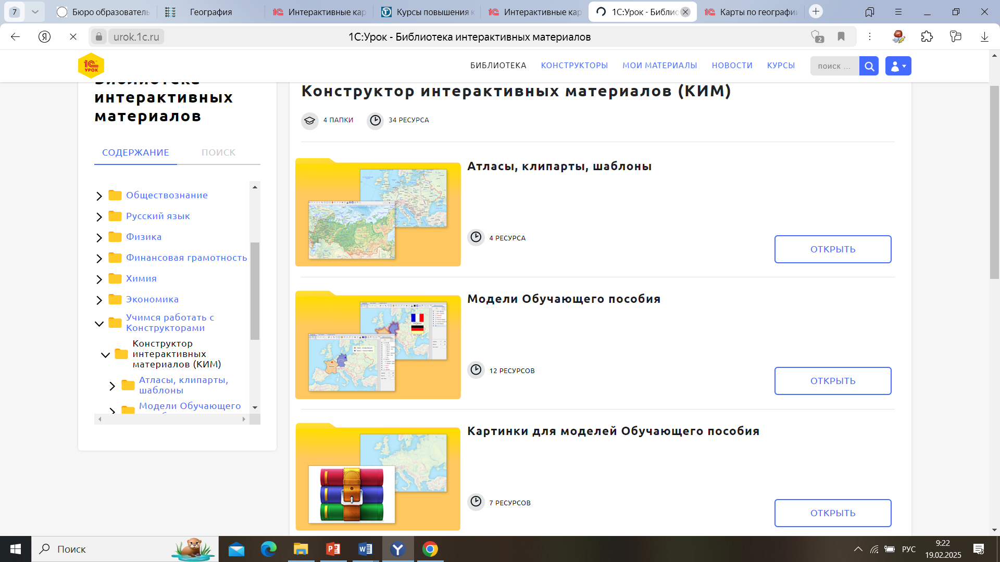 7
Бюро образователь
География
Интерактивные кар
Курсы повышения к
Интерактивные кар
1С:Урок - Библио
Карты по географии
Я
urok.1c.ru
1С:Урок - Библиотека интерактивных материалов
2
1С
УРОК
БИБЛИОТЕКА
КОНСТРУКТОРЫ
МОИ МАТЕРИАЛЫ
НОВОСТИ
КУРСЫ
поиск ...
Библиотека
интерактивных
материалов
СОДЕРЖАНИЕ
ПОИСК
Обществознание
Русский язык
Физика
Финансовая грамотность
Химия
Экономика
Учимся работать с
Конструкторами
Конструктор
интерактивных
материалов (КИМ)
Атласы, клипарты,
шаблоны
Модели Обучающего
Конструктор интерактивных материалов (КИМ)
4 ПАПКИ
34 РЕСУРСА
Атласы, клипарты, шаблоны
4 РЕСУРСА
ОТКРЫТЬ
Модели Обучающего пособия
12 РЕСУРСОВ
ОТКРЫТЬ
Картинки для моделей Обучающего пособия
7 РЕСУРСОВ
ОТКРЫТЬ
Поиск
РУС
9:22
19.02.2025